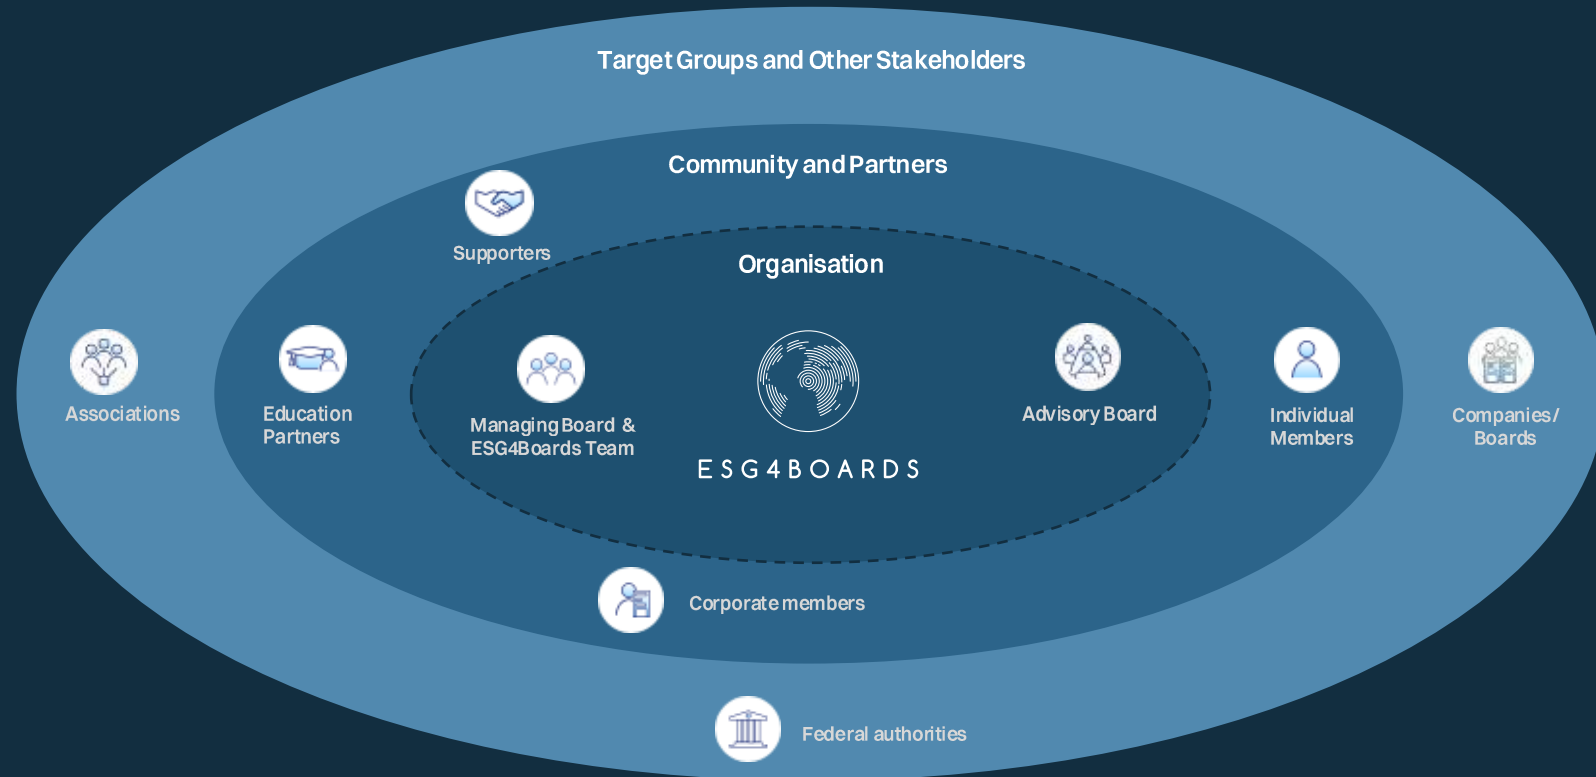 Target Groups and Other Stakeholders
Community and Partners
Supporters
Organisation
Associations
Education
Partners
Managing Board &
ESG4Boards Team
ESG4BOARDS
Advisory Board
Individual
Members
Companies/
Boards
Corporate members
Federal authorities